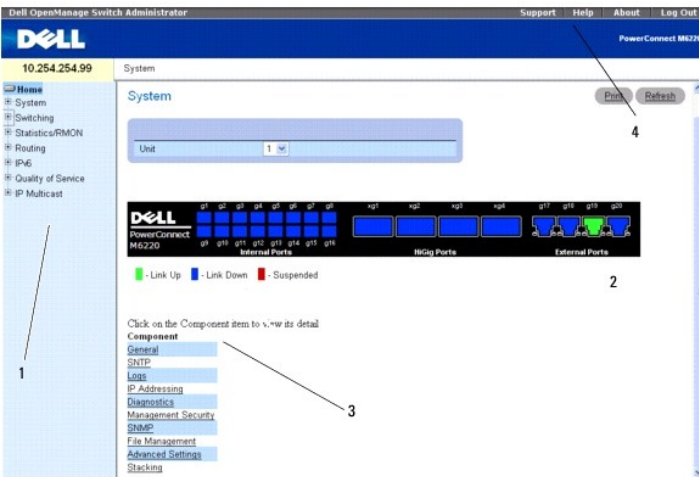 Dell OpenManage Switch Administrator
Support Help About Log Out
DELL
PowerConnect M6220
10.254.254.99
System
Home
System
Switching
Statistics/RMON
Routing
IPv6
Quality of Service
IP Multicast
1
System
Print Refresh
4
Unit 1
g1 g2 g3 g4 g5 g6 g7 g8 xg1 xg2 xg3 xg4 g17 g18 g19 g20
DELL
PowerConnect
M6220
g9 g10 g11 g12 g13 g14 g15 g16
Internal Ports HiGig Ports External Ports
- Link Up - Link Down - Suspended
2
Click on the Component item to view its detail
Component
General
SNTP
Logs
IP Addressing
Diagnostics
Management Security
SNMP
File Management
Advanced Settings
Stacking
3